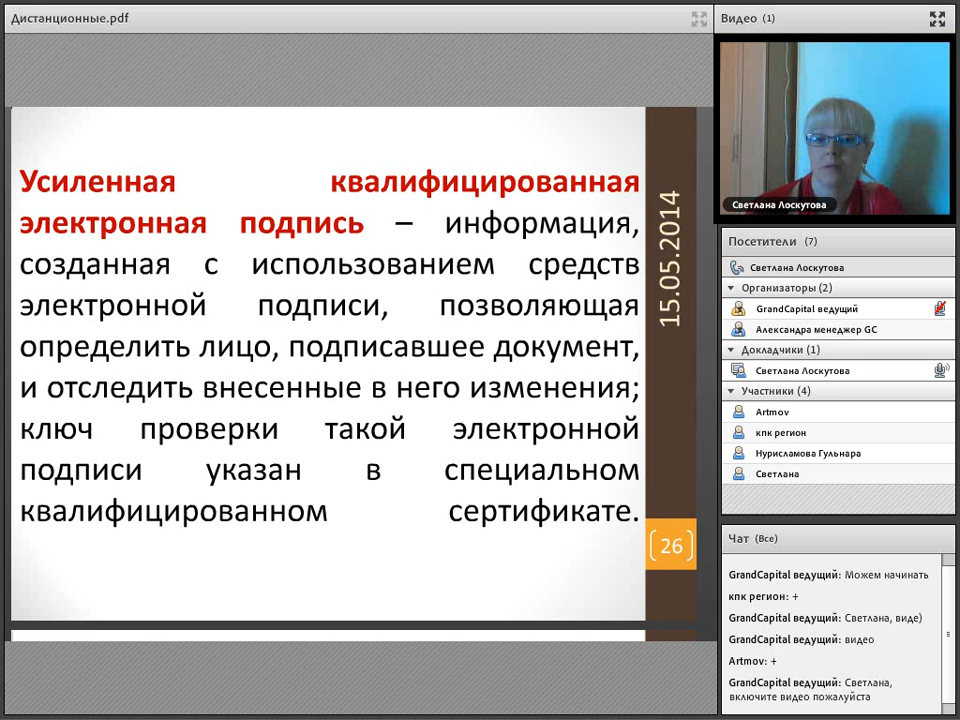 Дистанционные.pdf
Усиленная квалифицированная
электронная подпись – информация,
созданная с использованием средств
электронной подписи, позволяющая
определить лицо, подписавшее документ,
и отследить внесенные в него изменения;
ключ проверки такой электронной
подписи указан в специальном
квалифицированном сертификате.
15.05.2014
26
Видео (1)
Светлана Лоскутова
Посетители (7)
Светлана Лоскутова
Организаторы (2)
GrandCapital ведущий
Александра менеджер GC
Докладчики (1)
Светлана Лоскутова
Участники (4)
Artmov
кпк регион
Нурисламова Гульнара
Светлана
Чат (Все)
GrandCapital ведущий: Можем начинать
кпк регион: +
GrandCapital ведущий: Светлана, виде)
GrandCapital ведущий: видео
Artmov: +
GrandCapital ведущий: Светлана,
включите видео пожалуйста